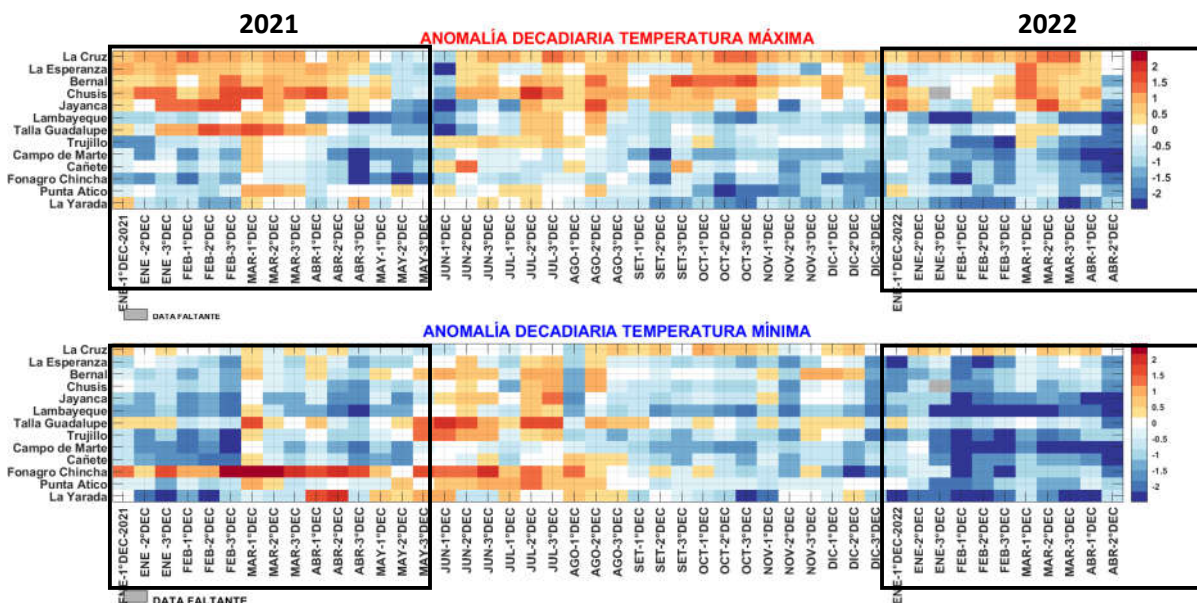 2021
2022
ANOMALÍA DECADIARIA TEMPERATURA MÁXIMA
La Cruz
La Esperanza
Bernal
Chusis
Jayanca
Lambayeque
Talla Guadalupe
Trujillo
Campo de Marte
Cañete
Fonagro Chincha
Punta Atico
La Yarada
2
1.5
1
0.5
0
-0.5
-1
-1.5
-2
ENE-1°DEC-2021
ENE -2°DEC
ENE -3°DEC
FEB-1°DEC
FEB-2°DEC
FEB-3°DEC
MAR-1°DEC
MAR-2°DEC
MAR-3°DEC
ABR-1°DEC
ABR-2°DEC
ABR-3°DEC
MAY-1°DEC
MAY-2°DEC
MAY-3°DEC
JUN-1°DEC
JUN-2°DEC
JUN-3°DEC
JUL-1°DEC
JUL-2°DEC
JUL-3°DEC
AGO-1°DEC
AGO-2°DEC
AGO-3°DEC
SET-1°DEC
SET-2°DEC
SET-3°DEC
OCT-1°DEC
OCT-2°DEC
OCT-3°DEC
NOV-1°DEC
NOV-2°DEC
NOV-3°DEC
DIC-1°DEC
DIC-2°DEC
DIC-3°DEC
ENE-1°DEC-2022
ENE-2°DEC
ENE-3°DEC
FEB-1°DEC
FEB-2°DEC
FEB-3°DEC
MAR-1°DEC
MAR-2°DEC
MAR-3°DEC
ABR-1°DEC
ABR-2°DEC
DATA FALTANTE
ANOMALÍA DECADIARIA TEMPERATURA MÍNIMA
La Cruz
La Esperanza
Bernal
Chusis
Jayanca
Lambayeque
Talla Guadalupe
Trujillo
Campo de Marte
Cañete
Fonagro Chincha
Punta Atico
La Yarada
2
1.5
1
0.5
0
-0.5
-1
-1.5
-2
ENE-1°DEC-2021
ENE -2°DEC
ENE -3°DEC
FEB-1°DEC
FEB-2°DEC
FEB-3°DEC
MAR-1°DEC
MAR-2°DEC
MAR-3°DEC
ABR-1°DEC
ABR-2°DEC
ABR-3°DEC
MAY-1°DEC
MAY-2°DEC
MAY-3°DEC
JUN-1°DEC
JUN-2°DEC
JUN-3°DEC
JUL-1°DEC
JUL-2°DEC
JUL-3°DEC
AGO-1°DEC
AGO-2°DEC
AGO-3°DEC
SET-1°DEC
SET-2°DEC
SET-3°DEC
OCT-1°DEC
OCT-2°DEC
OCT-3°DEC
NOV-1°DEC
NOV-2°DEC
NOV-3°DEC
DIC-1°DEC
DIC-2°DEC
DIC-3°DEC
ENE-1°DEC-2022
ENE-2°DEC
ENE-3°DEC
FEB-1°DEC
FEB-2°DEC
FEB-3°DEC
MAR-1°DEC
MAR-2°DEC
MAR-3°DEC
ABR-1°DEC
ABR-2°DEC
DATA FALTANTE